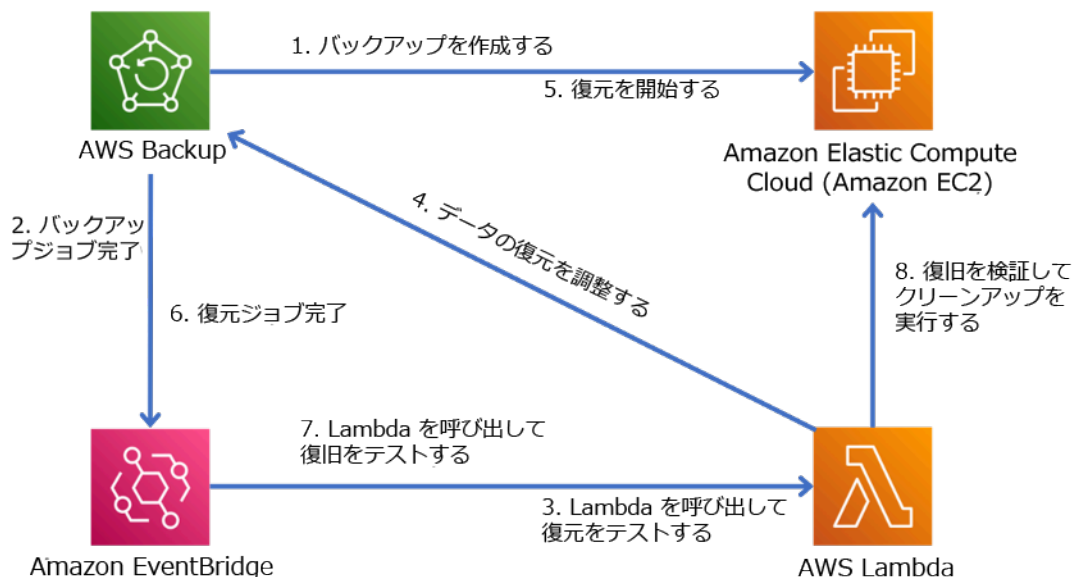 1. バックアップを作成する
5. 復元を開始する
AWS Backup
Amazon Elastic Compute
Cloud (Amazon EC2)
2. バックアッ
プジョブ完了
4. データの復元を調整する
8. 復旧を検証して
クリーンアップを
実行する
6. 復元ジョブ完了
7. Lambda を呼び出して
復旧をテストする
3. Lambda を呼び出して
復元をテストする
Amazon EventBridge
AWS Lambda